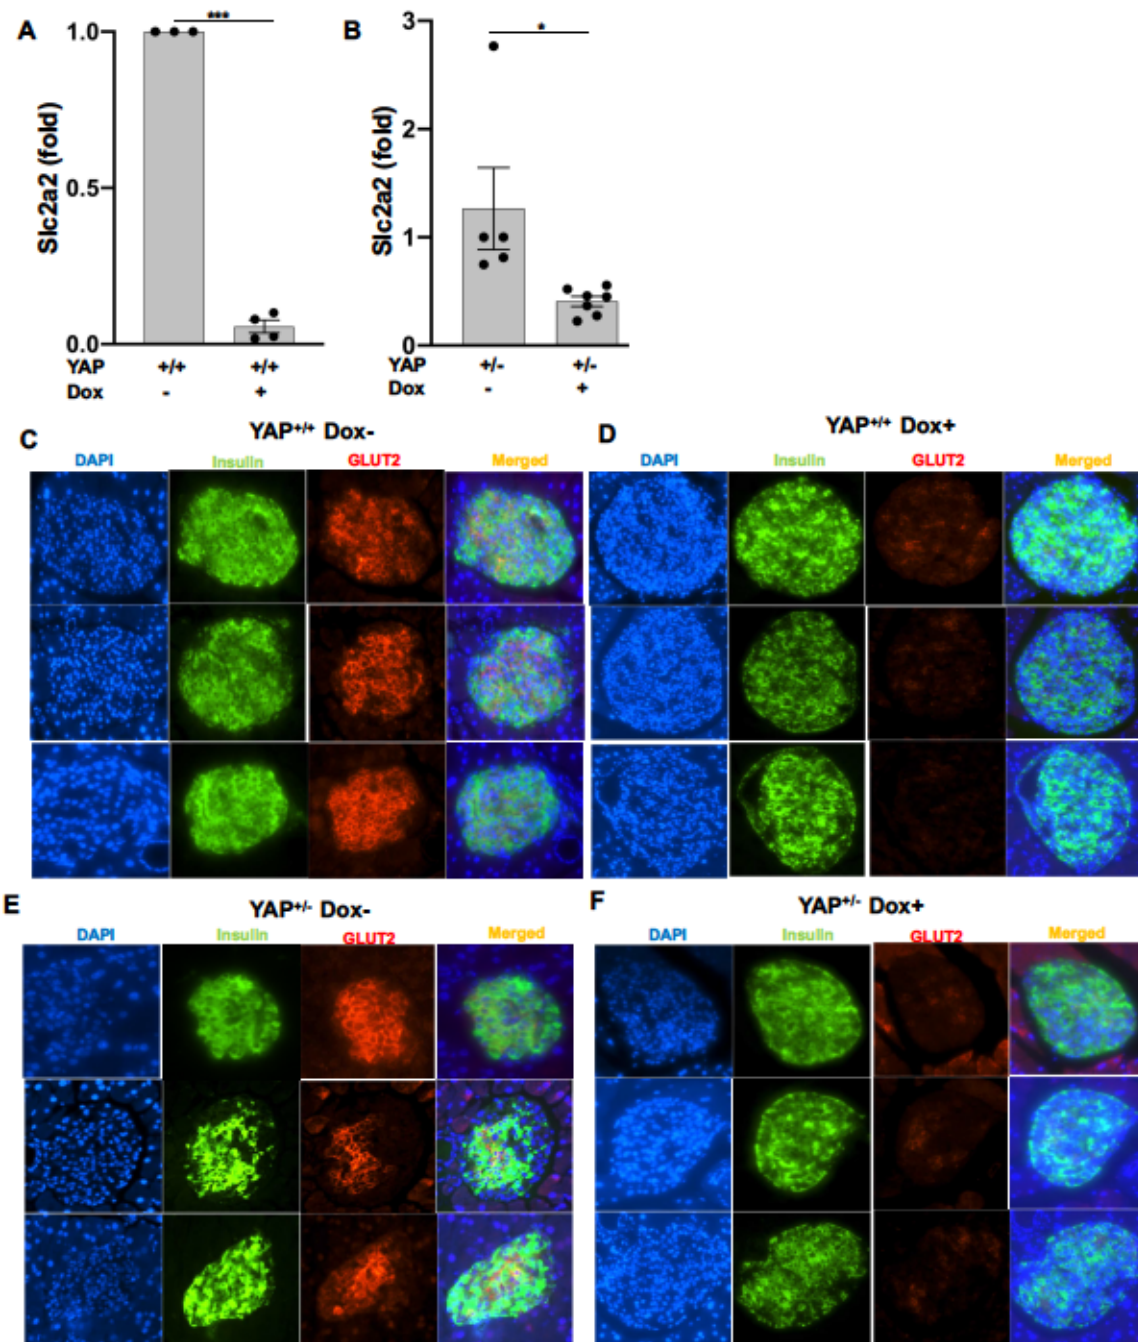 A
***
Slc2a2 (fold)
1.0
0.5
0.0
YAP +/+ +/+
Dox - +
B
*
Slc2a2 (fold)
3
2
1
0
+/- +/-
- +
C
YAP+/+ Dox-
DAPI Insulin GLUT2 Merged
D
YAP+/+ Dox+
DAPI Insulin GLUT2 Merged
E
YAP+/- Dox-
DAPI Insulin GLUT2 Merged
F
YAP+/- Dox+
DAPI Insulin GLUT2 Merged